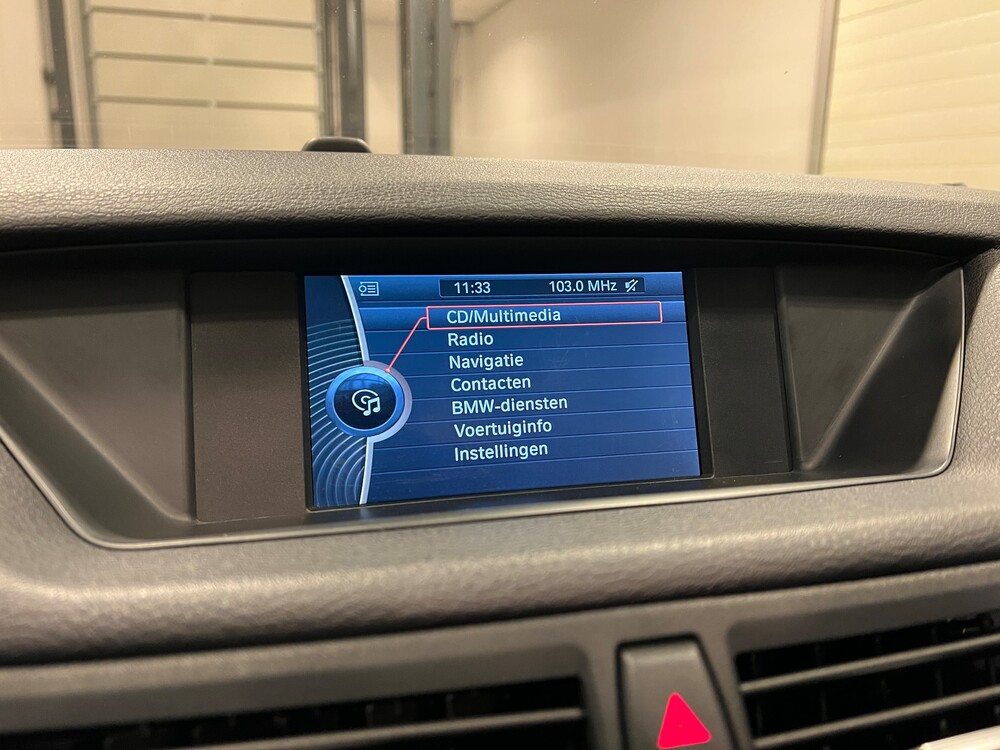 11:33 103.0 MHz
CD/Multimedia
Radio
Navigatie
Contacten
BMW-diensten
Voertuiginfo
Instellingen